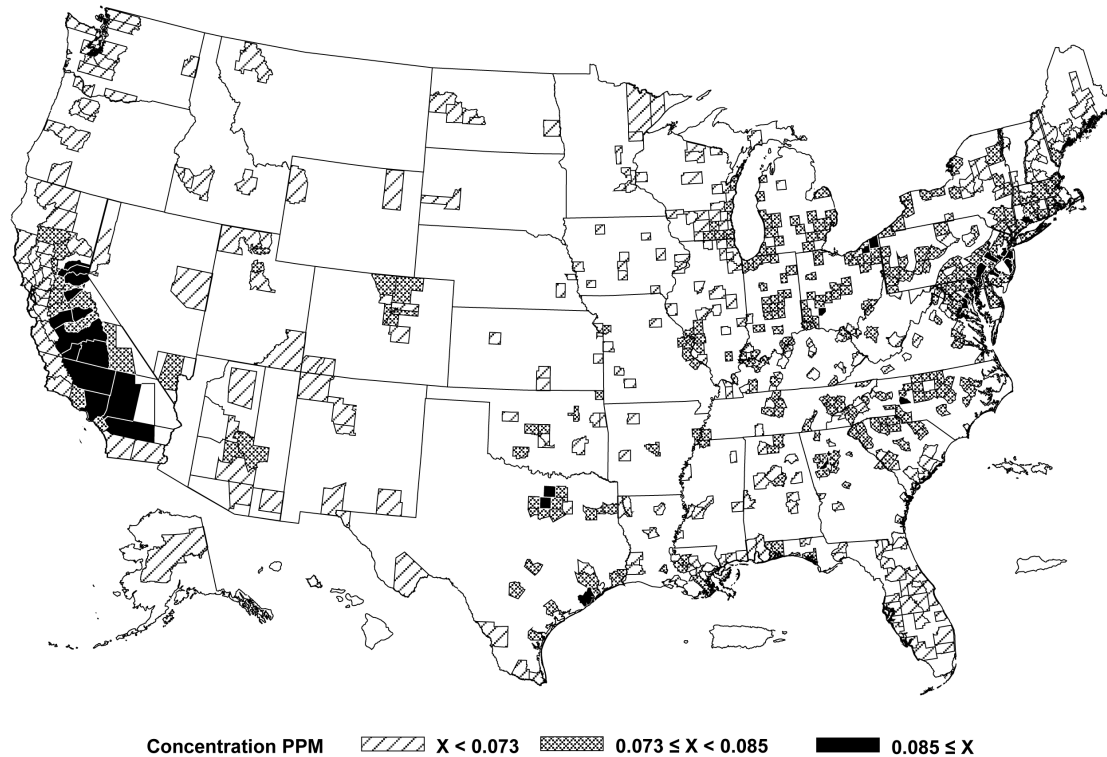 Concentration PPM X < 0.073 0.073 ≤ X < 0.085 0.085 ≤ X